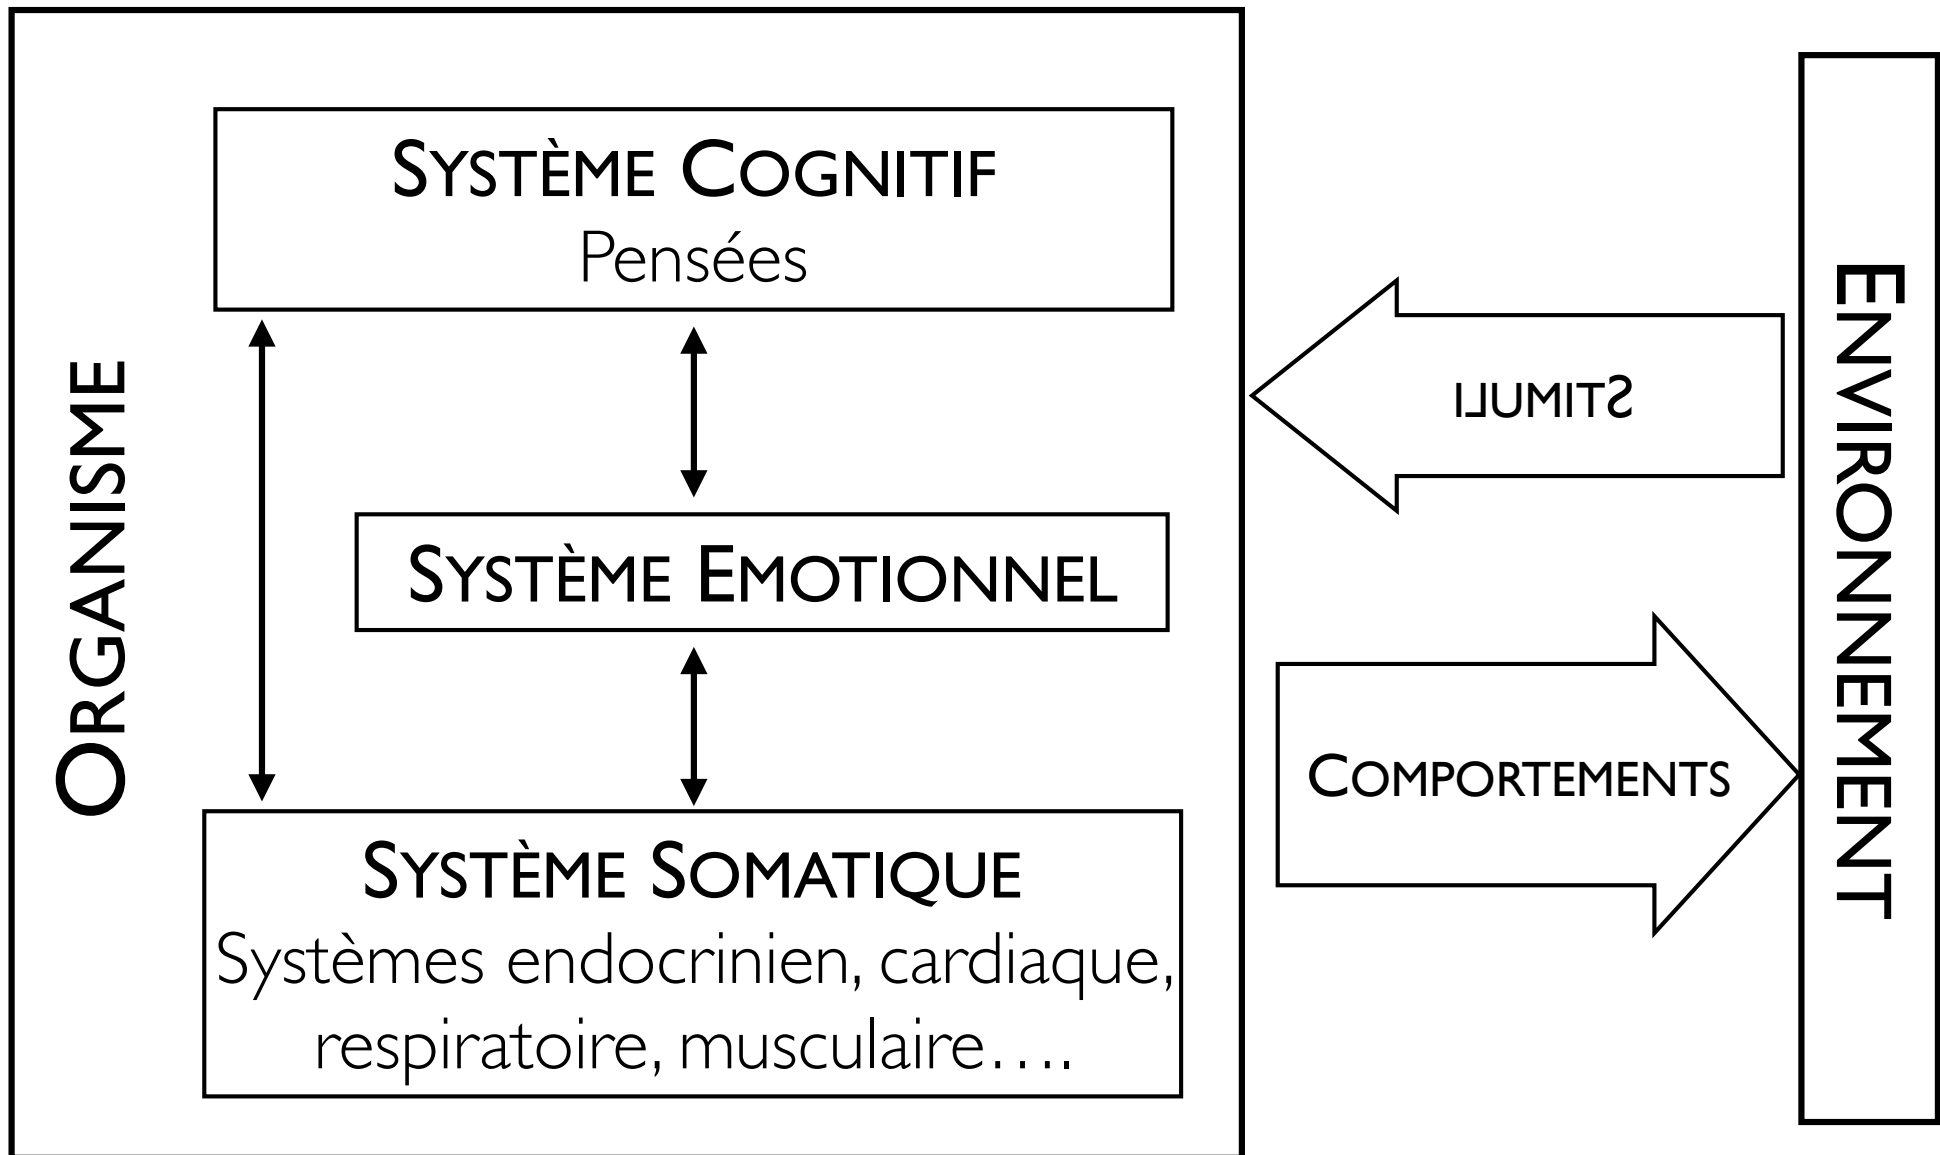 ORGANISME
SYSTÈME COGNITIF
Pensées
SYSTÈME EMOTIONNEL
SYSTÈME SOMATIQUE
Systèmes endocrinien, cardiaque,
respiratoire, musculaire….
STIMULI
COMPORTEMENTS
ENVIRONNEMENT